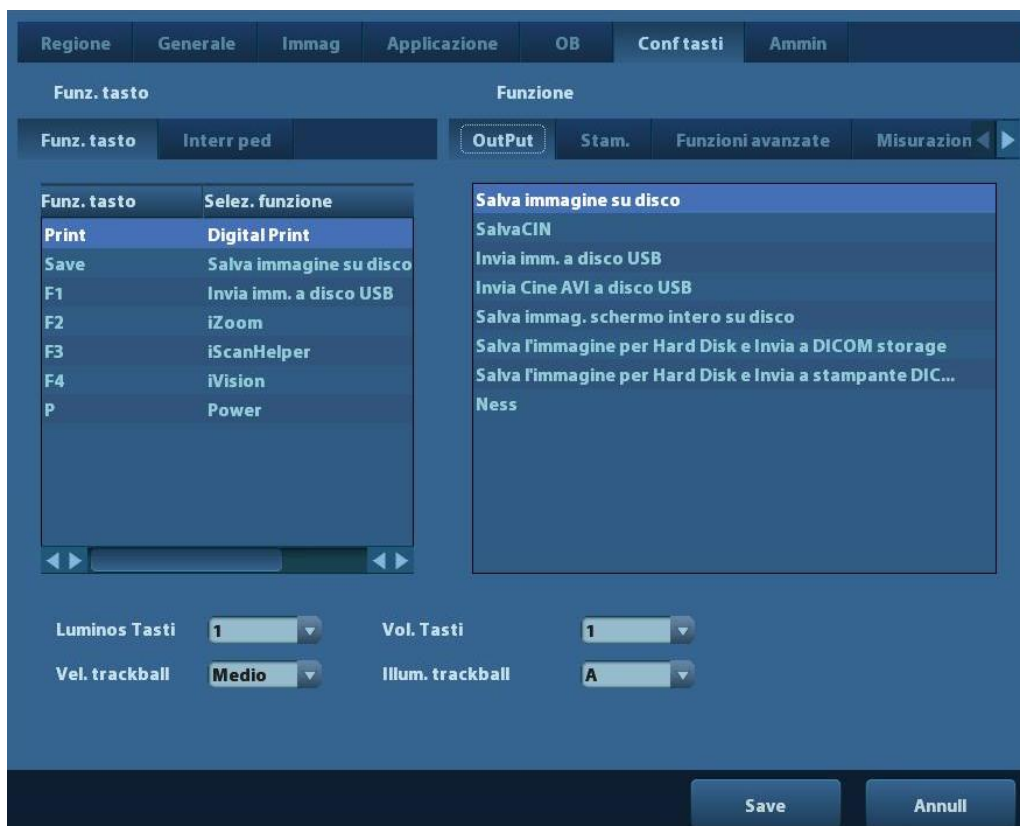 Regione Generale Immag Applicazione OB Conf tasti Ammin
Funz. tasto Funzione
Funz. tasto Interr ped OutPut Stam. Funzioni avanzate Misurazion
Funz. tasto Selez. funzione
Print Digital Print
Save Salva immagine su disco
F1 Invia imm. a disco USB
F2 iZoom
F3 iScanHelper
F4 iVision
P Power
Salva immagine su disco
SalvaCIN
Invia imm. a disco USB
Invia Cine AVI a disco USB
Salva immag. schermo intero su disco
Salva l'immagine per Hard Disk e Invia a DICOM storage
Salva l'immagine per Hard Disk e Invia a stampante DIC...
Ness
Luminos Tasti 1 Vol. Tasti 1
Vel. trackball Medio Illum. trackball A
Save Annull